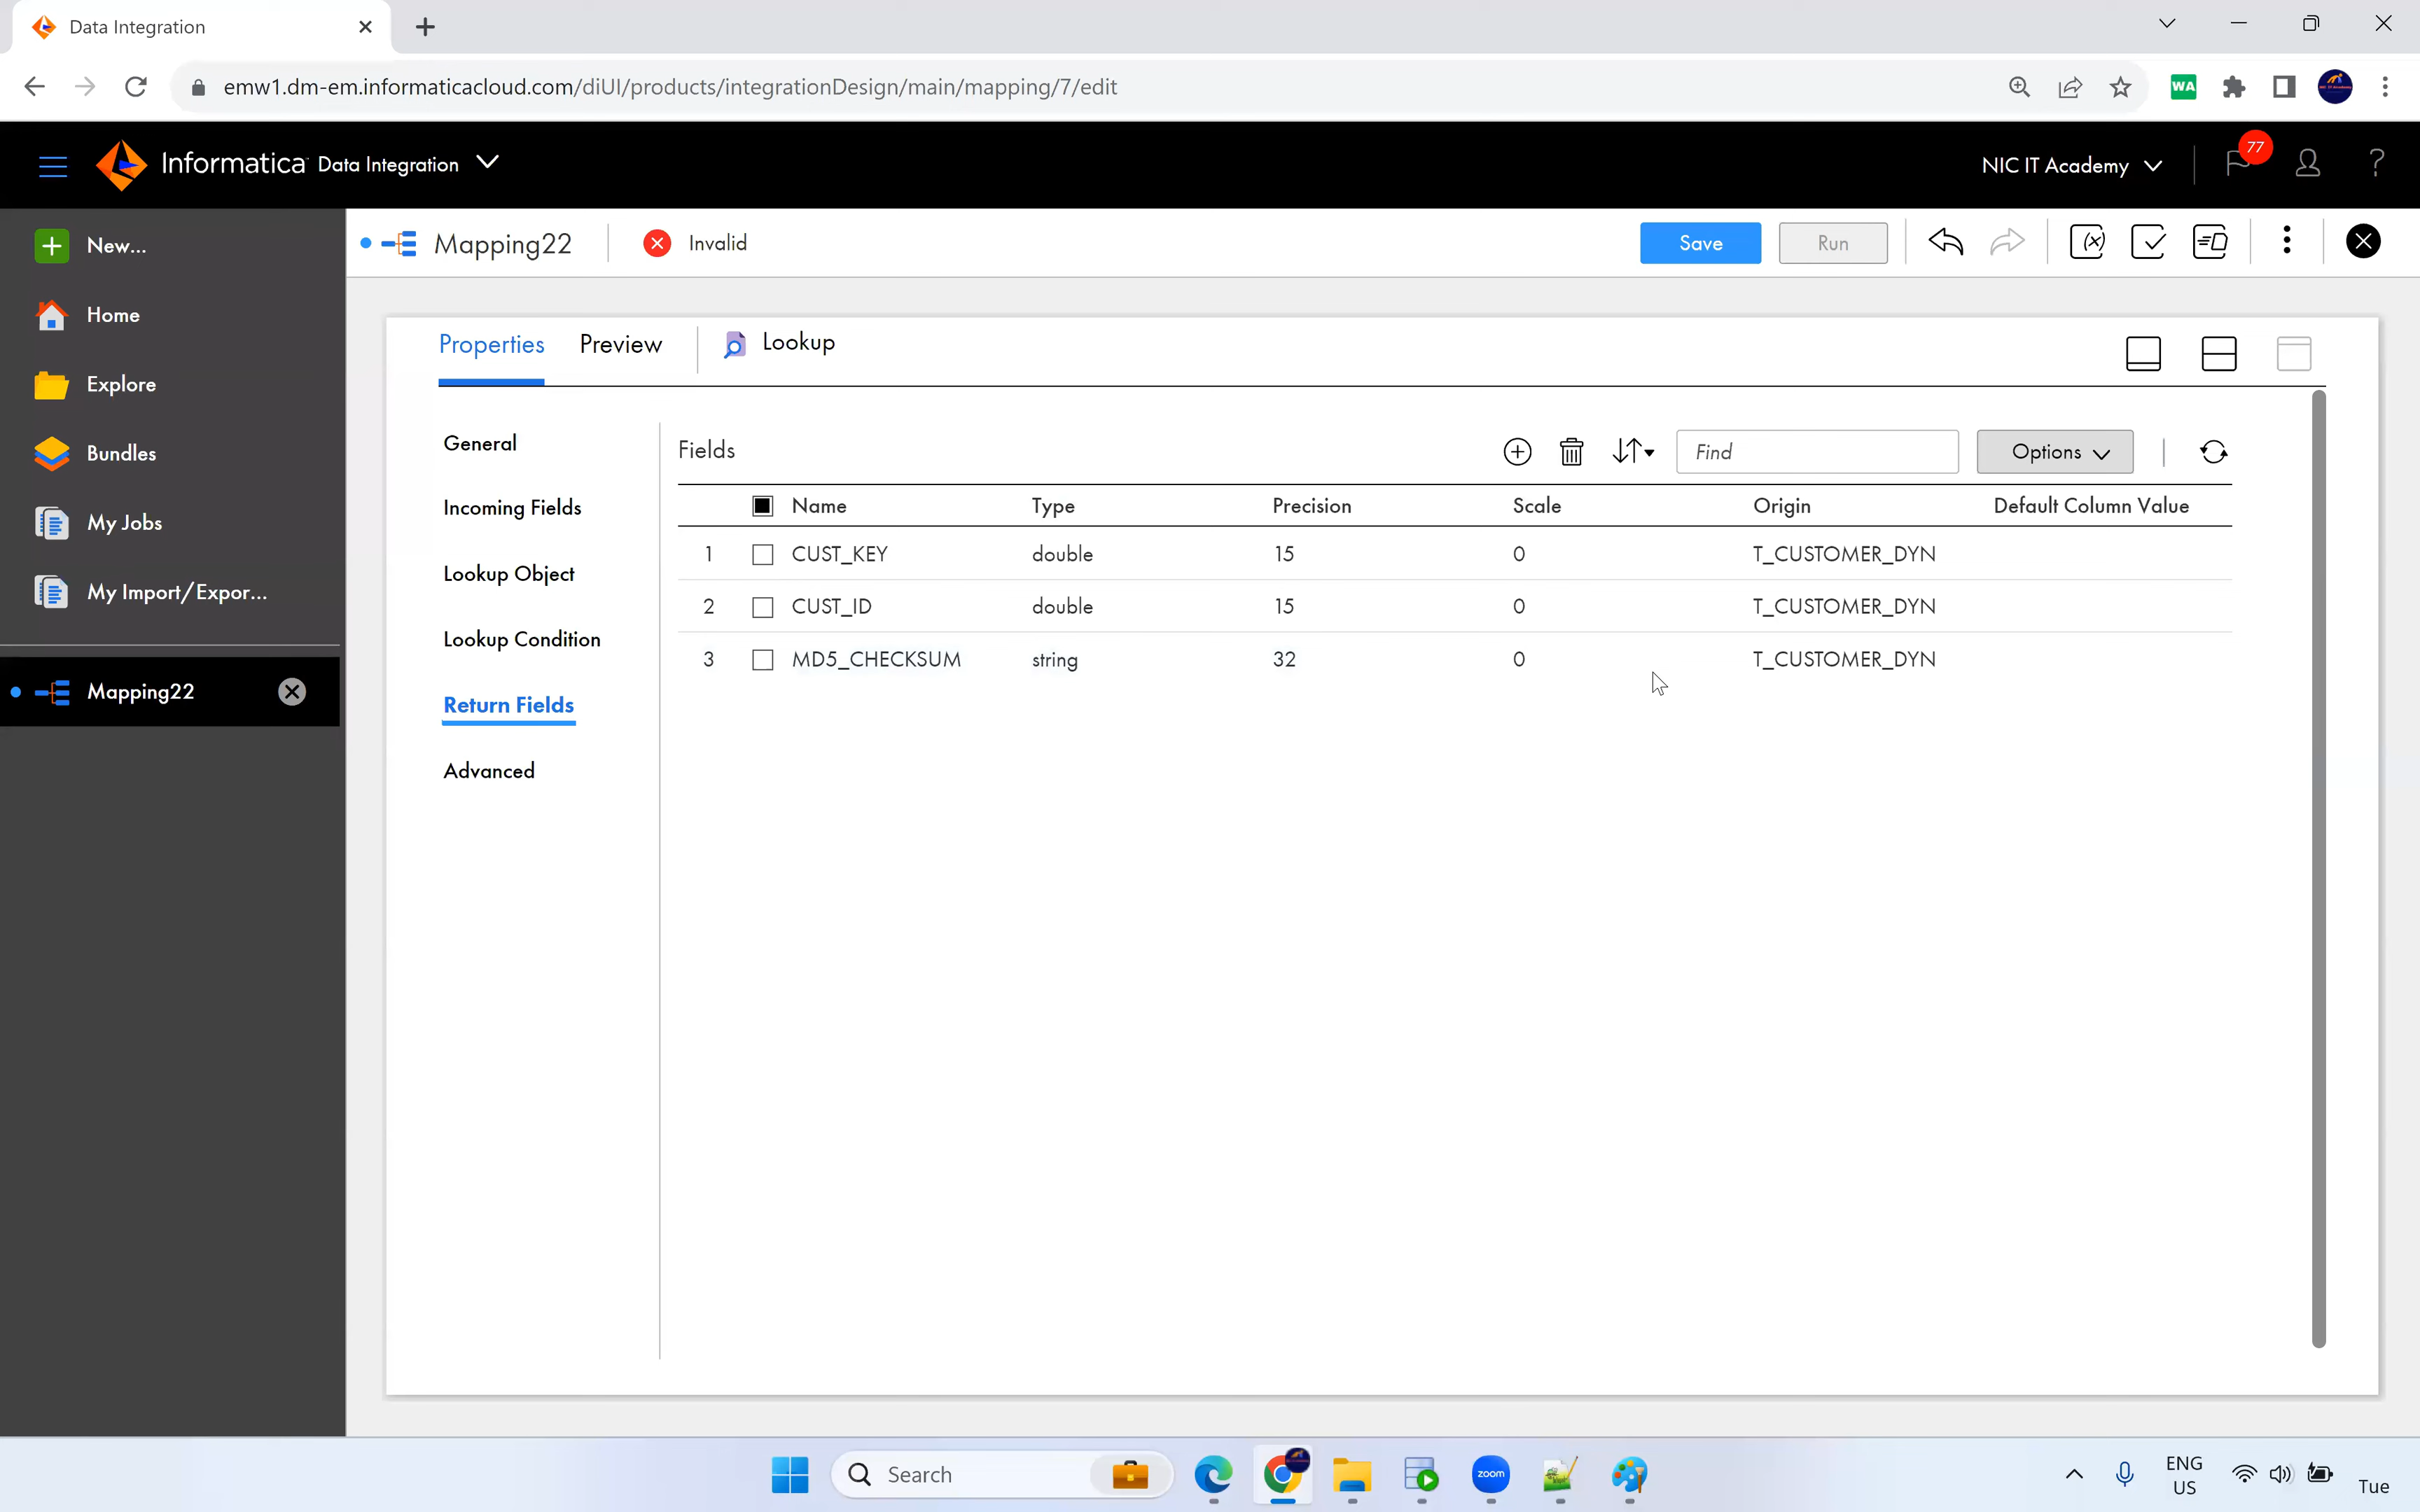 Data Integration
emw1.dm-em.informaticacloud.com/diUI/products/integrationDesign/main/mapping/7/edit
WA
Informatica Data Integration
NIC IT Academy
77
?
New...
Mapping22
Invalid
Save
Run
Home
Explore
Bundles
My Jobs
My Import/Expor...
Mapping22
Properties
Preview
Lookup
General
Incoming Fields
Lookup Object
Lookup Condition
Return Fields
Advanced
Fields
Find
Options
Name Type Precision Scale Origin Default Column Value
1 CUST_KEY double 15 0 T_CUSTOMER_DYN
2 CUST_ID double 15 0 T_CUSTOMER_DYN
3 MD5_CHECKSUM string 32 0 T_CUSTOMER_DYN
Search
zoom
ENG
US
Tue